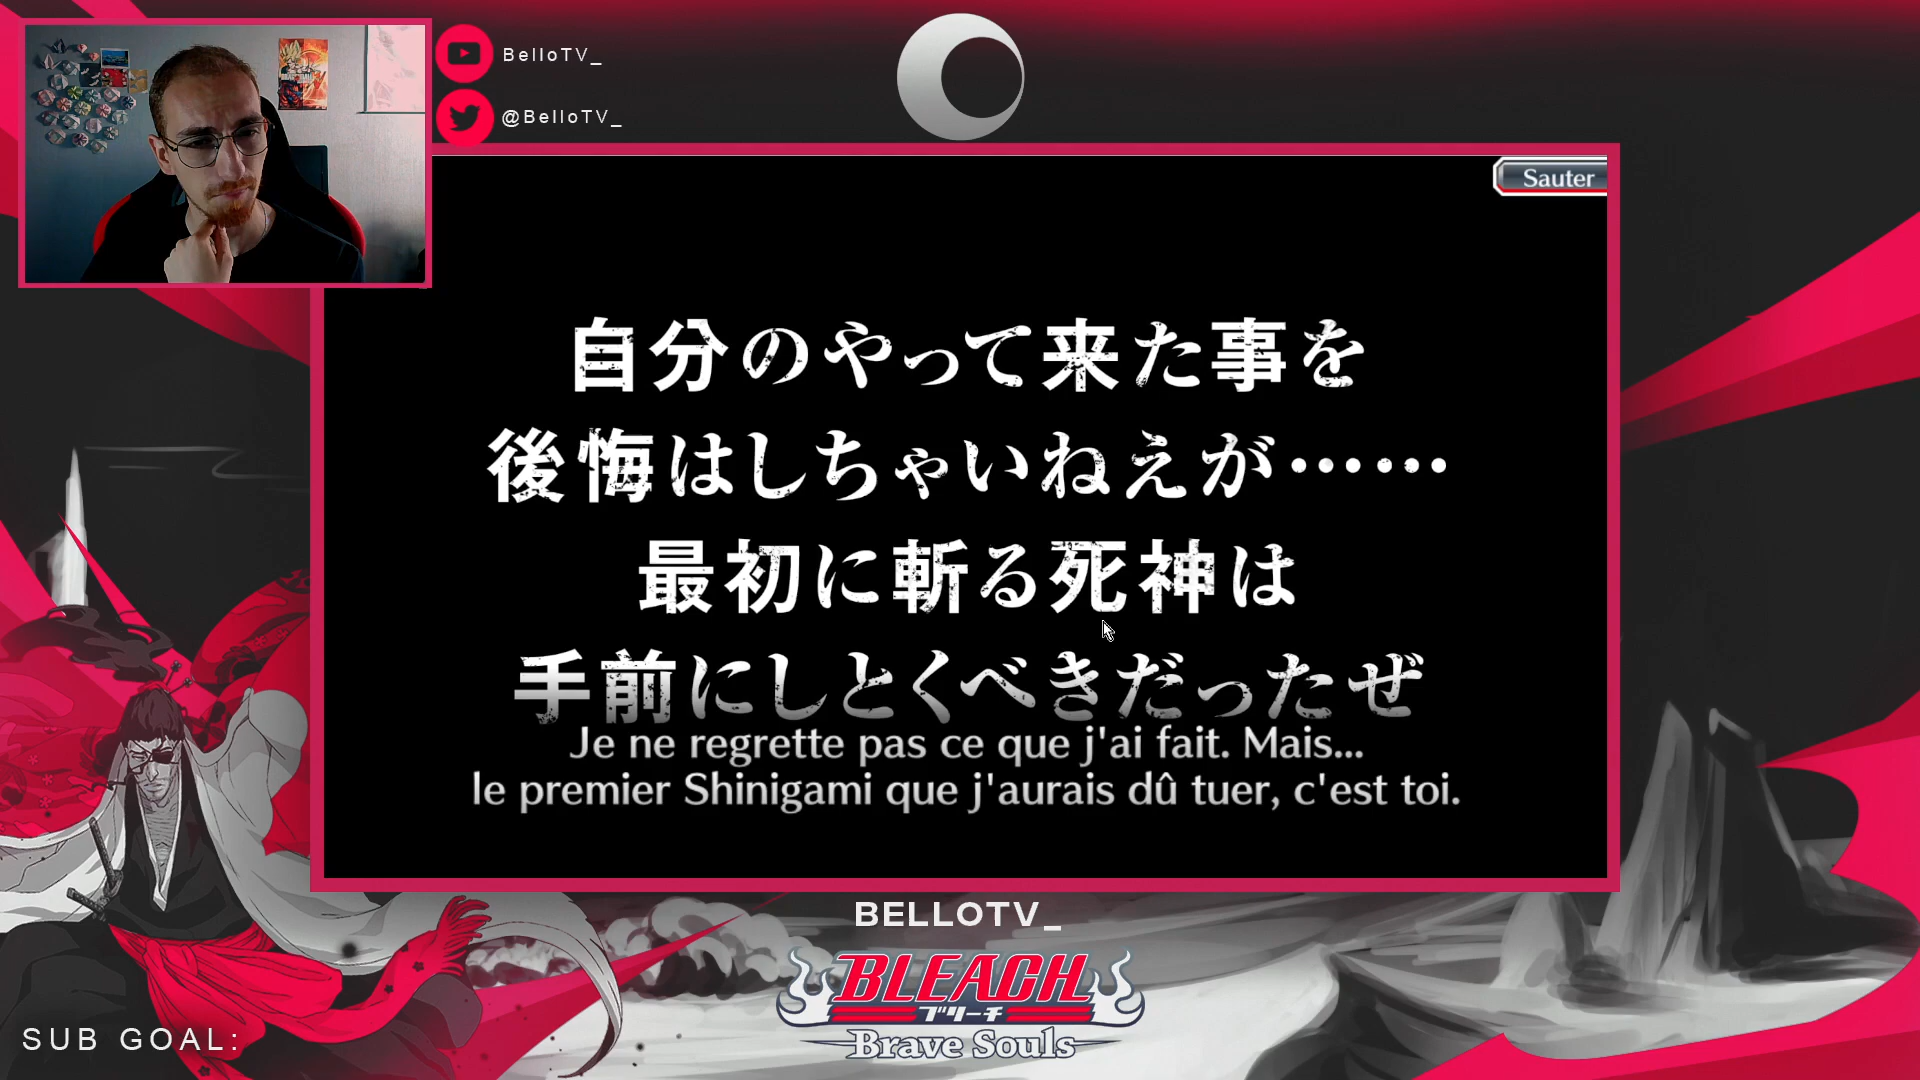 BelloTV_
@BelloTV_
Sauter
自分のやって来た事を
後悔はしちゃいねえが……
最初に斬る死神は
手前にしとくべきだったぜ
Je ne regrette pas ce que j'ai fait. Mais...
le premier Shinigami que j'aurais dû tuer, c'est toi.
BELLOTV_
BLEACH
ブリーチ
Brave Souls
SUB GOAL: